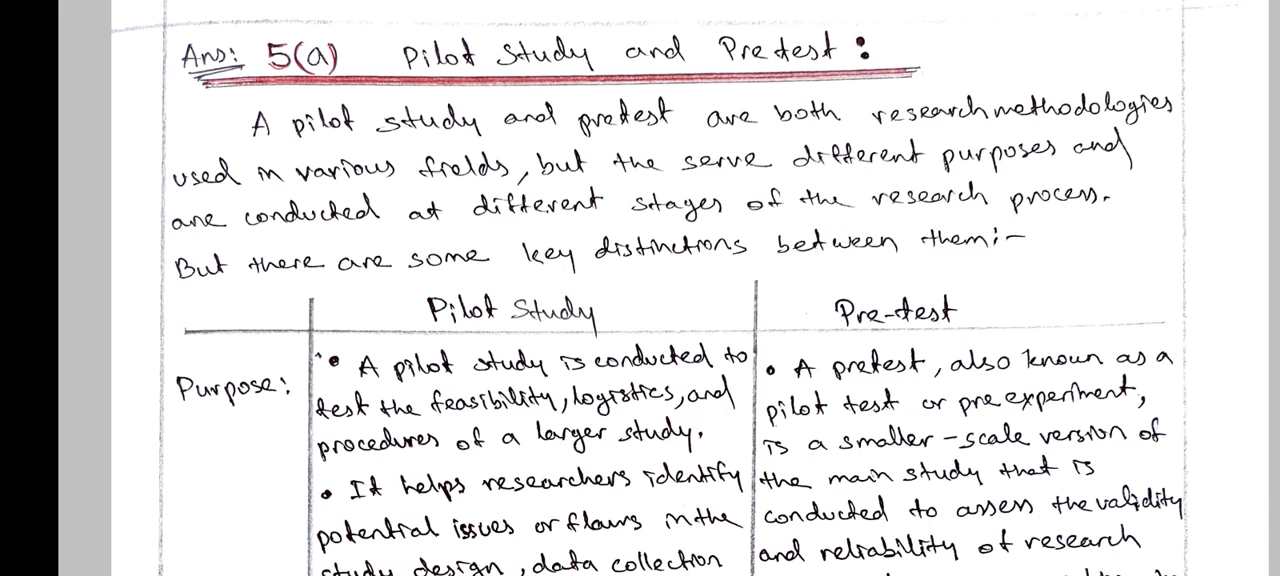 Ans: 5(a) Pilot Study and Pretest:
A pilot study and pretest are both research methodologies
used in various fields, but the serve different purposes and
are conducted at different stages of the research process.
But there are some key distinctions between them:-
Pilot Study
Pre-test
Purpose:
• A pilot study is conducted to
test the feasibility, logistics, and
procedures of a larger study.
• It helps researchers identify
potential issues or flaws in the
study design, data collection
• A pretest, also known as a
pilot test or pre experiment,
is a smaller-scale version of
the main study that is
conducted to assess the validity
and reliability of research